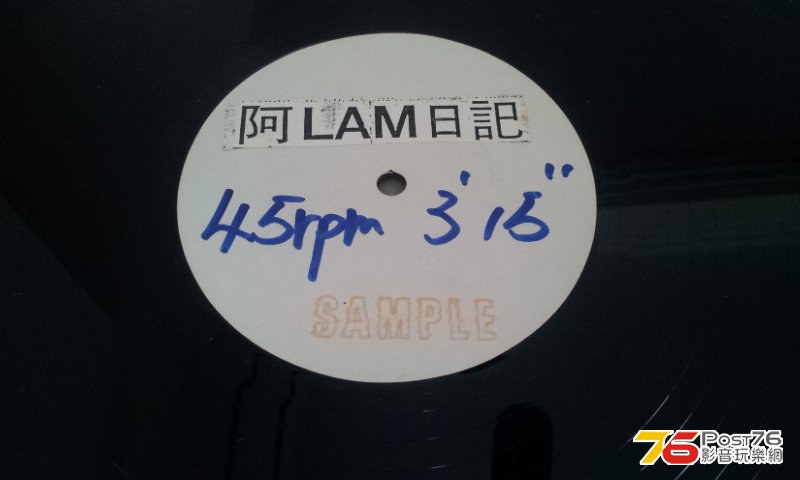 阿LAM日記
45rpm 3'15"
SAMPLE
76 Post76
影音玩樂網